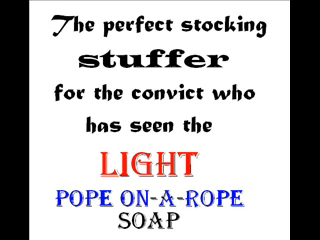 The perfect stocking
stuffer
for the convict who
has seen the
LIGHT
POPE ON-A-ROPE
SOAP